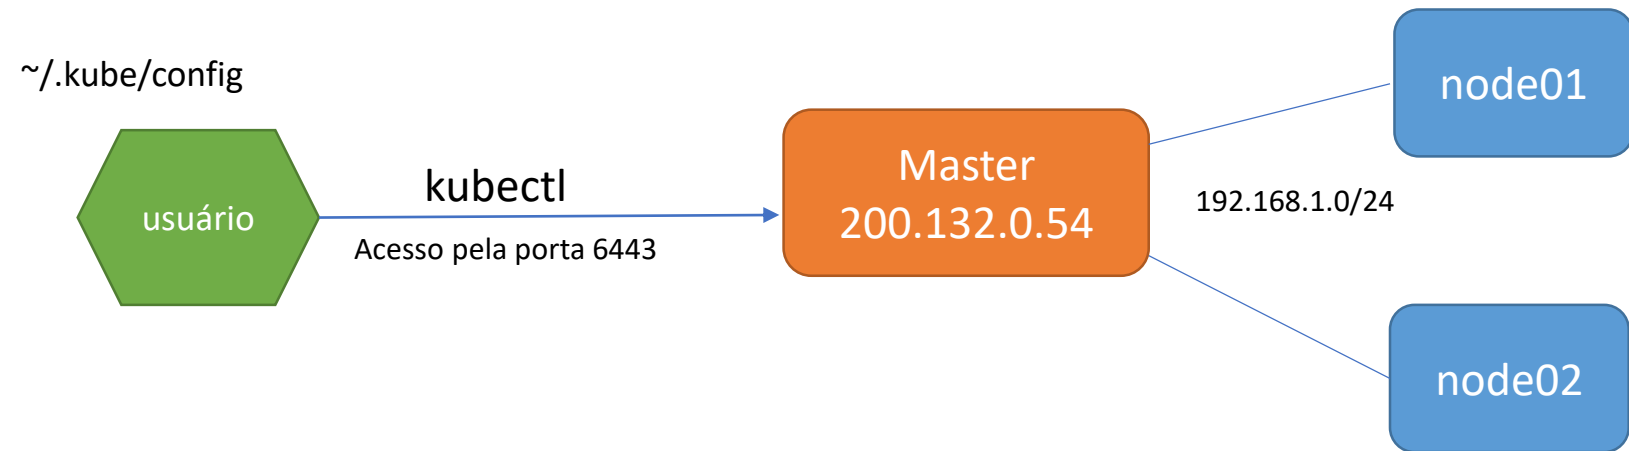 ~/.kube/config
usuário
kubectl
Acesso pela porta 6443
Master
200.132.0.54
192.168.1.0/24
node01
node02